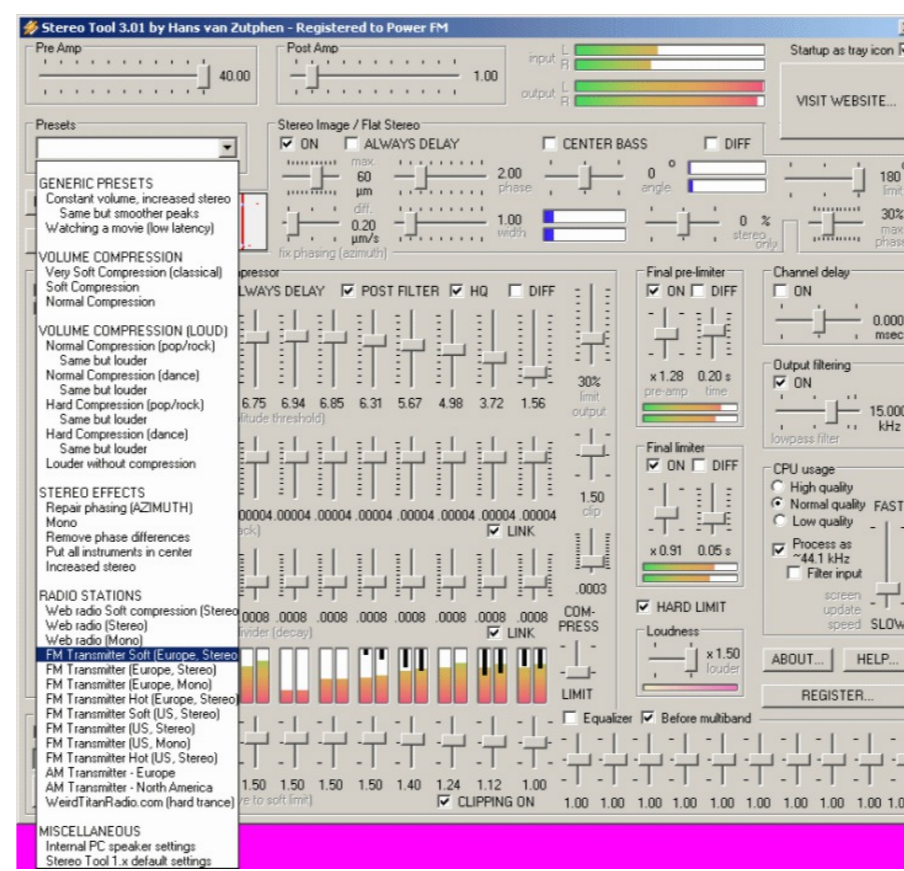 Stereo Tool 3.01 by Hans van Zutphen - Registered to Power FM
Pre Amp
40.00
Post Amp
1.00
input L
R
output L
R
Startup as tray icon
VISIT WEBSITE...
Presets
GENERIC PRESETS
Constant volume, increased stereo
Same but smoother peaks
Watching a movie (low latency)
VOLUME COMPRESSION
Very Soft Compression (classical)
Soft Compression
Normal Compression
VOLUME COMPRESSION (LOUD)
Normal Compression (pop/rock)
Same but louder
Normal Compression (dance)
Same but louder
Hard Compression (pop/rock)
Same but louder
Hard Compression (dance)
Same but louder
Louder without compression
STEREO EFFECTS
Repair phasing (AZIMUTH)
Mono
Remove phase differences
Put all instruments in center
Increased stereo
RADIO STATIONS
Web radio Soft compression (Stereo
Web radio (Stereo)
Web radio (Mono)
FM Transmitter Soft (Europe, Stereo
FM Transmitter (Europe, Stereo)
FM Transmitter (Europe, Mono)
FM Transmitter Hot (Europe, Stereo)
FM Transmitter Soft (US, Stereo)
FM Transmitter (US, Stereo)
FM Transmitter (US, Mono)
FM Transmitter Hot (US, Stereo)
AM Transmitter - Europe
AM Transmitter - North America
WeirdTitanRadio.com (hard trance)
MISCELLANEOUS
Internal PC speaker settings
Stereo Tool 1.x default settings
Stereo Image / Flat Stereo
ON ALWAYS DELAY CENTER BASS DIFF
max.
60
µm
2.00
phase
0 °
angle
180
limit
diff.
0.20
µm/s
1.00
width
0 %
stereo
only
30%
max
phase
fix phasing (azimuth)
pressor
LWAYS DELAY POST FILTER HQ DIFF
6.75 6.94 6.85 6.31 5.67 4.98 3.72 1.56
plitude threshold)
30%
limit
output
.00004 .00004 .00004 .00004 .00004 .00004 .00004 .00004
ack)
LINK
1.50
clip
.0008 .0008 .0008 .0008 .0008 .0008 .0008 .0008
divider (decay)
LINK
.0003
COM-
PRESS
LIMIT
1.50 1.50 1.50 1.50 1.40 1.24 1.12 1.00
ve to soft limit)
CLIPPING ON
Final pre-limiter
ON DIFF
x1.28 0.20 s
pre-amp time
Final limiter
ON DIFF
x0.91 0.05 s
HARD LIMIT
Loudness
x1.50
louder
Channel delay
ON
0.000
msec
Output filtering
ON
15.000
kHz
lowpass filter
CPU usage
High quality
Normal quality
Low quality
Process as
~44.1 kHz
Filter input
FAST
screen
update
speed
SLOW
ABOUT...
HELP...
REGISTER...
Equalizer Before multiband
1.00 1.00 1.00 1.00 1.00 1.00 1.00 1.00 1.00 1.0